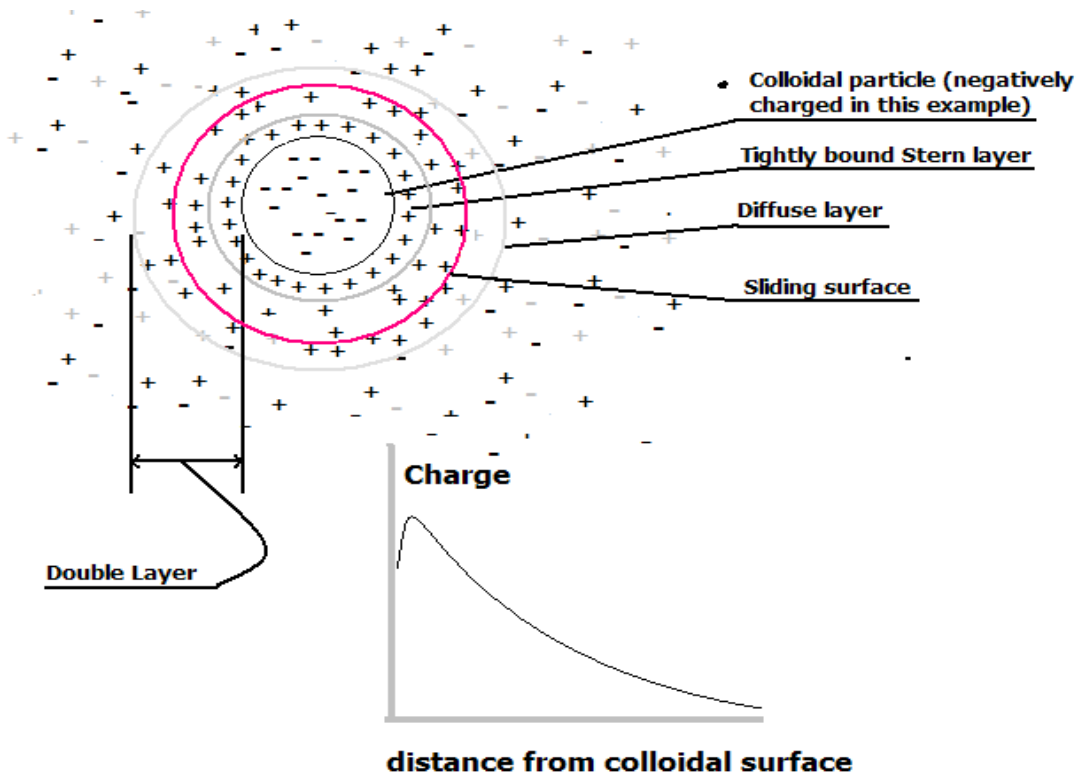 Colloidal particle (negatively
charged in this example)
Tightly bound Stern layer
Diffuse layer
Sliding surface
Double Layer
Charge
distance from colloidal surface